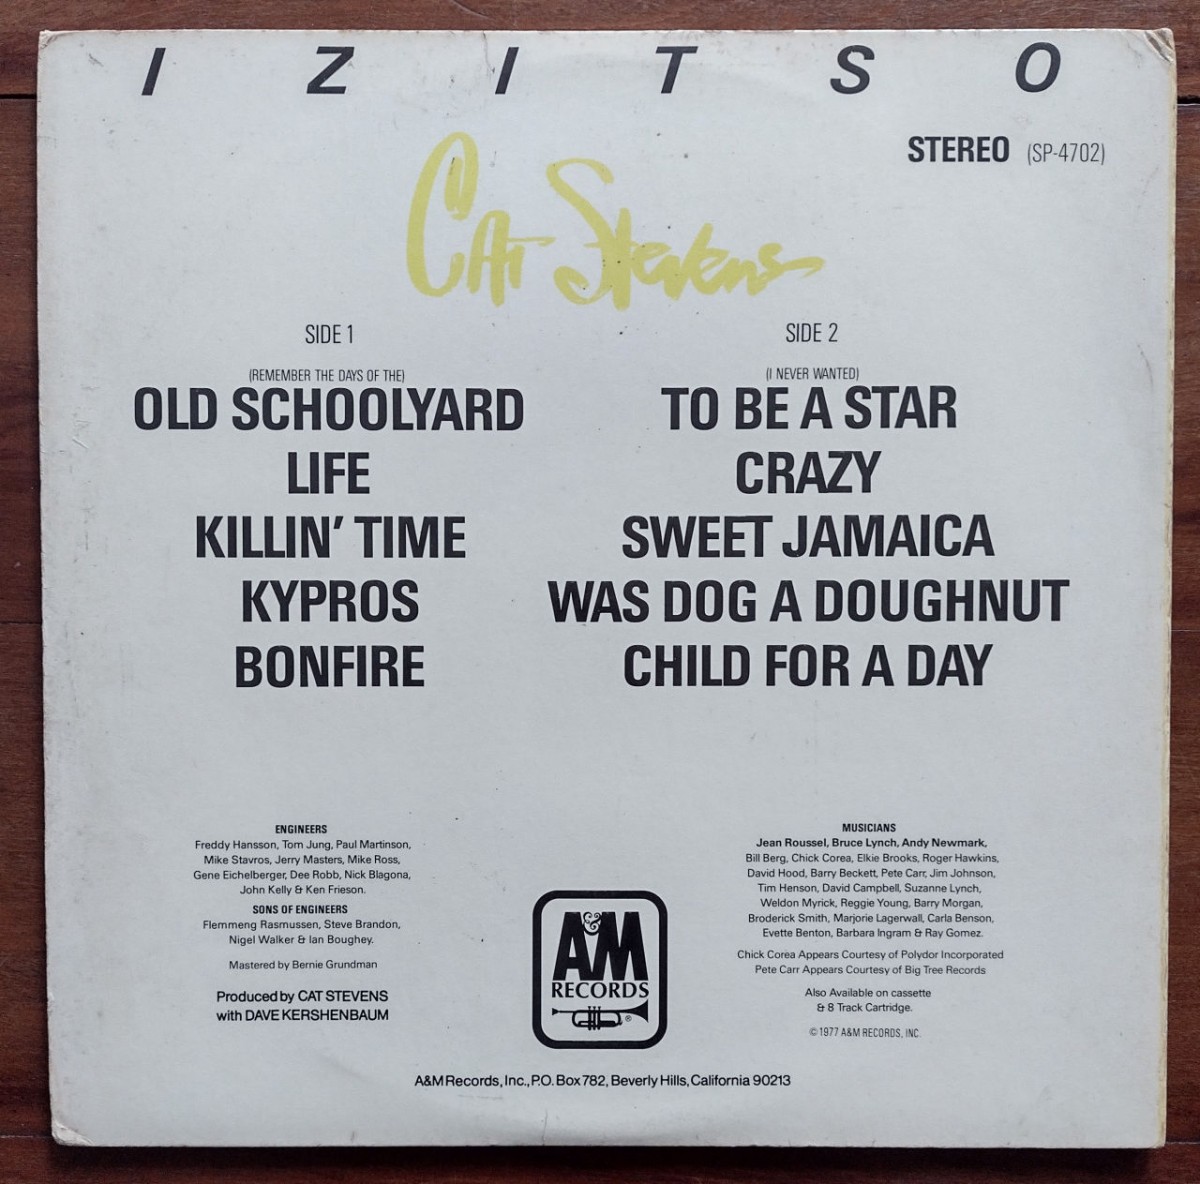 I Z I T S O
STEREO (SP-4702)
Cat Stevens
SIDE 1
(REMEMBER THE DAYS OF THE)
OLD SCHOOLYARD
LIFE
KILLIN' TIME
KYPROS
BONFIRE
SIDE 2
(I NEVER WANTED)
TO BE A STAR
CRAZY
SWEET JAMAICA
WAS DOG A DOUGHNUT
CHILD FOR A DAY
ENGINEERS
Freddy Hansson, Tom Jung, Paul Martinson,
Mike Stavros, Jerry Masters, Mike Ross,
Gene Eichelberger, Dee Robb, Nick Blagona,
John Kelly & Ken Frieson.
SONS OF ENGINEERS
Flemmeng Rasmussen, Steve Brandon,
Nigel Walker & Ian Boughey.
Mastered by Bernie Grundman
Produced by CAT STEVENS
with DAVE KERSHENBAUM
A&M
RECORDS
®
MUSICIANS
Jean Roussel, Bruce Lynch, Andy Newmark,
Bill Berg, Chick Corea, Elkie Brooks, Roger Hawkins,
David Hood, Barry Beckett, Pete Carr, Jim Johnson,
Tim Henson, David Campbell, Suzanne Lynch,
Weldon Myrick, Reggie Young, Barry Morgan,
Broderick Smith, Marjorie Lagerwall, Carla Benson,
Evette Benton, Barbara Ingram & Ray Gomez.
Chick Corea Appears Courtesy of Polydor Incorporated
Pete Carr Appears Courtesy of Big Tree Records
Also Available on cassette
& 8 Track Cartridge.
© 1977 A&M RECORDS, INC.
A&M Records, Inc., P.O. Box 782, Beverly Hills, California 90213